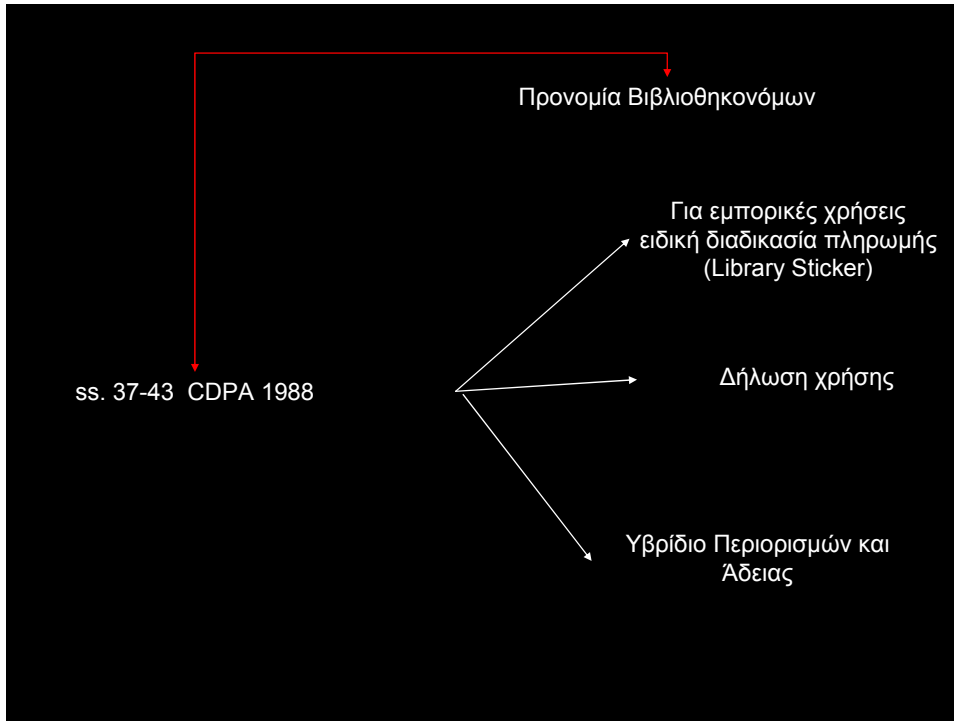 Προνομία Βιβλιοθηκονόμων
Για εμπορικές χρήσεις
ειδική διαδικασία πληρωμής
(Library Sticker)
ss. 37-43 CDPA 1988
Δήλωση χρήσης
Υβρίδιο Περιορισμών και
Άδειας